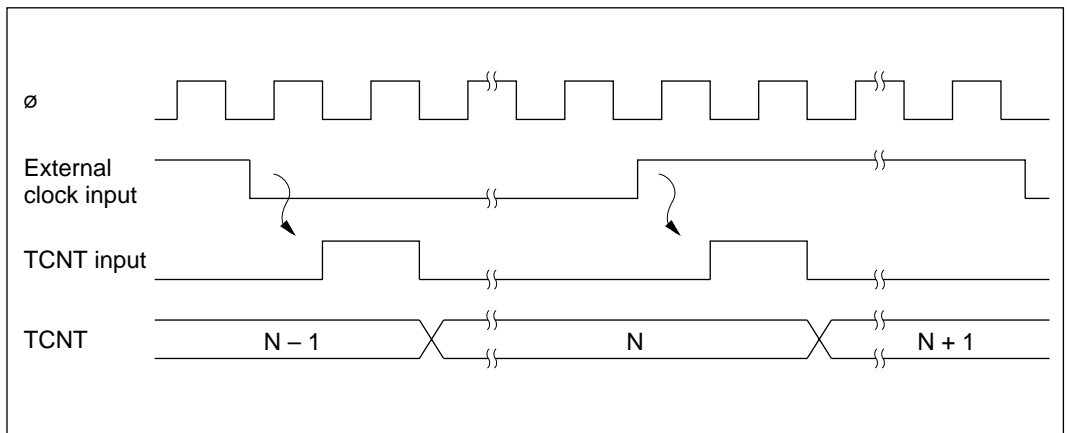 ø
External
clock input
TCNT input
TCNT
N – 1
N
N + 1